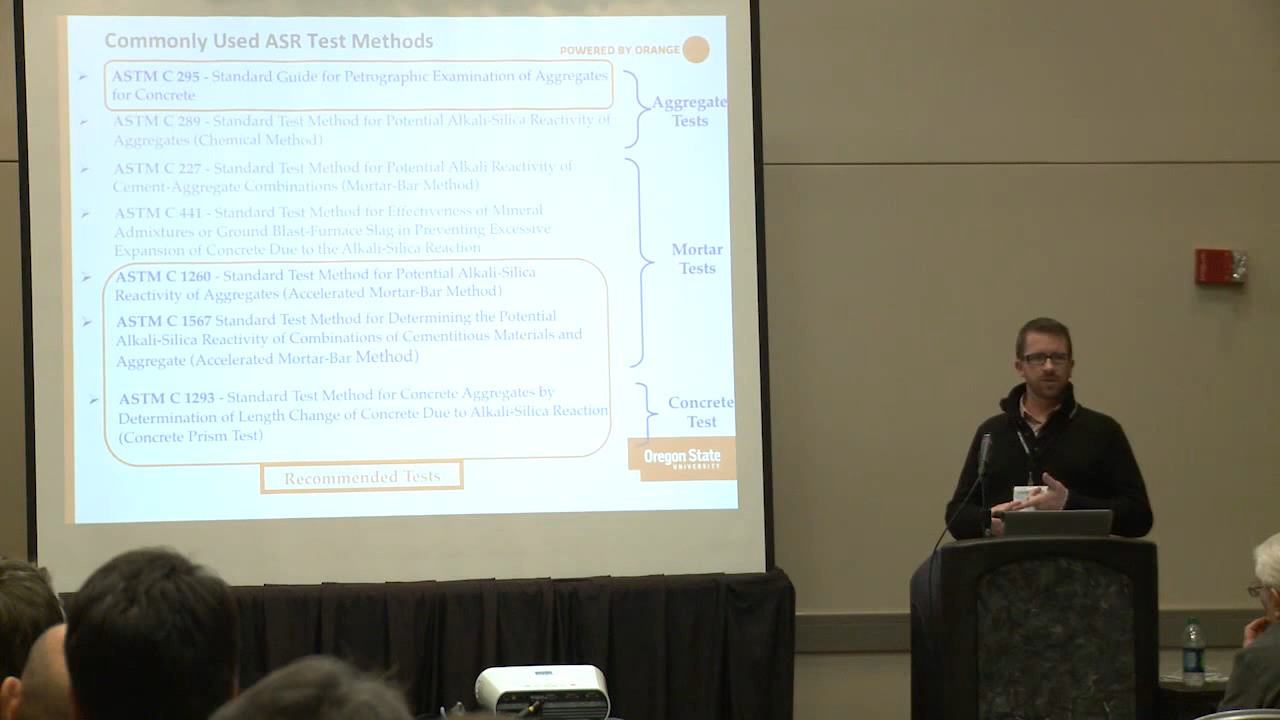 Commonly Used ASR Test Methods
POWERED BY ORANGE
ASTM C 295 - Standard Guide for Petrographic Examination of Aggregates
for Concrete
ASTM C 289 - Standard Test Method for Potential Alkali-Silica Reactivity of
Aggregates (Chemical Method)
Aggregate
Tests
ASTM C 227 - Standard Test Method for Potential Alkali Reactivity of
Cement-Aggregate Combinations (Mortar-Bar Method)
ASTM C 441 - Standard Test Method for Effectiveness of Mineral
Admixtures or Ground Blast-Furnace Slag in Preventing Excessive
Expansion of Concrete Due to the Alkali-Silica Reaction
ASTM C 1260 - Standard Test Method for Potential Alkali-Silica
Reactivity of Aggregates (Accelerated Mortar-Bar Method)
ASTM C 1567 Standard Test Method for Determining the Potential
Alkali-Silica Reactivity of Combinations of Cementitious Materials and
Aggregate (Accelerated Mortar-Bar Method)
Mortar
Tests
ASTM C 1293 - Standard Test Method for Concrete Aggregates by
Determination of Length Change of Concrete Due to Alkali-Silica Reaction
(Concrete Prism Test)
Concrete
Test
Recommended Tests
Oregon State
UNIVERSITY